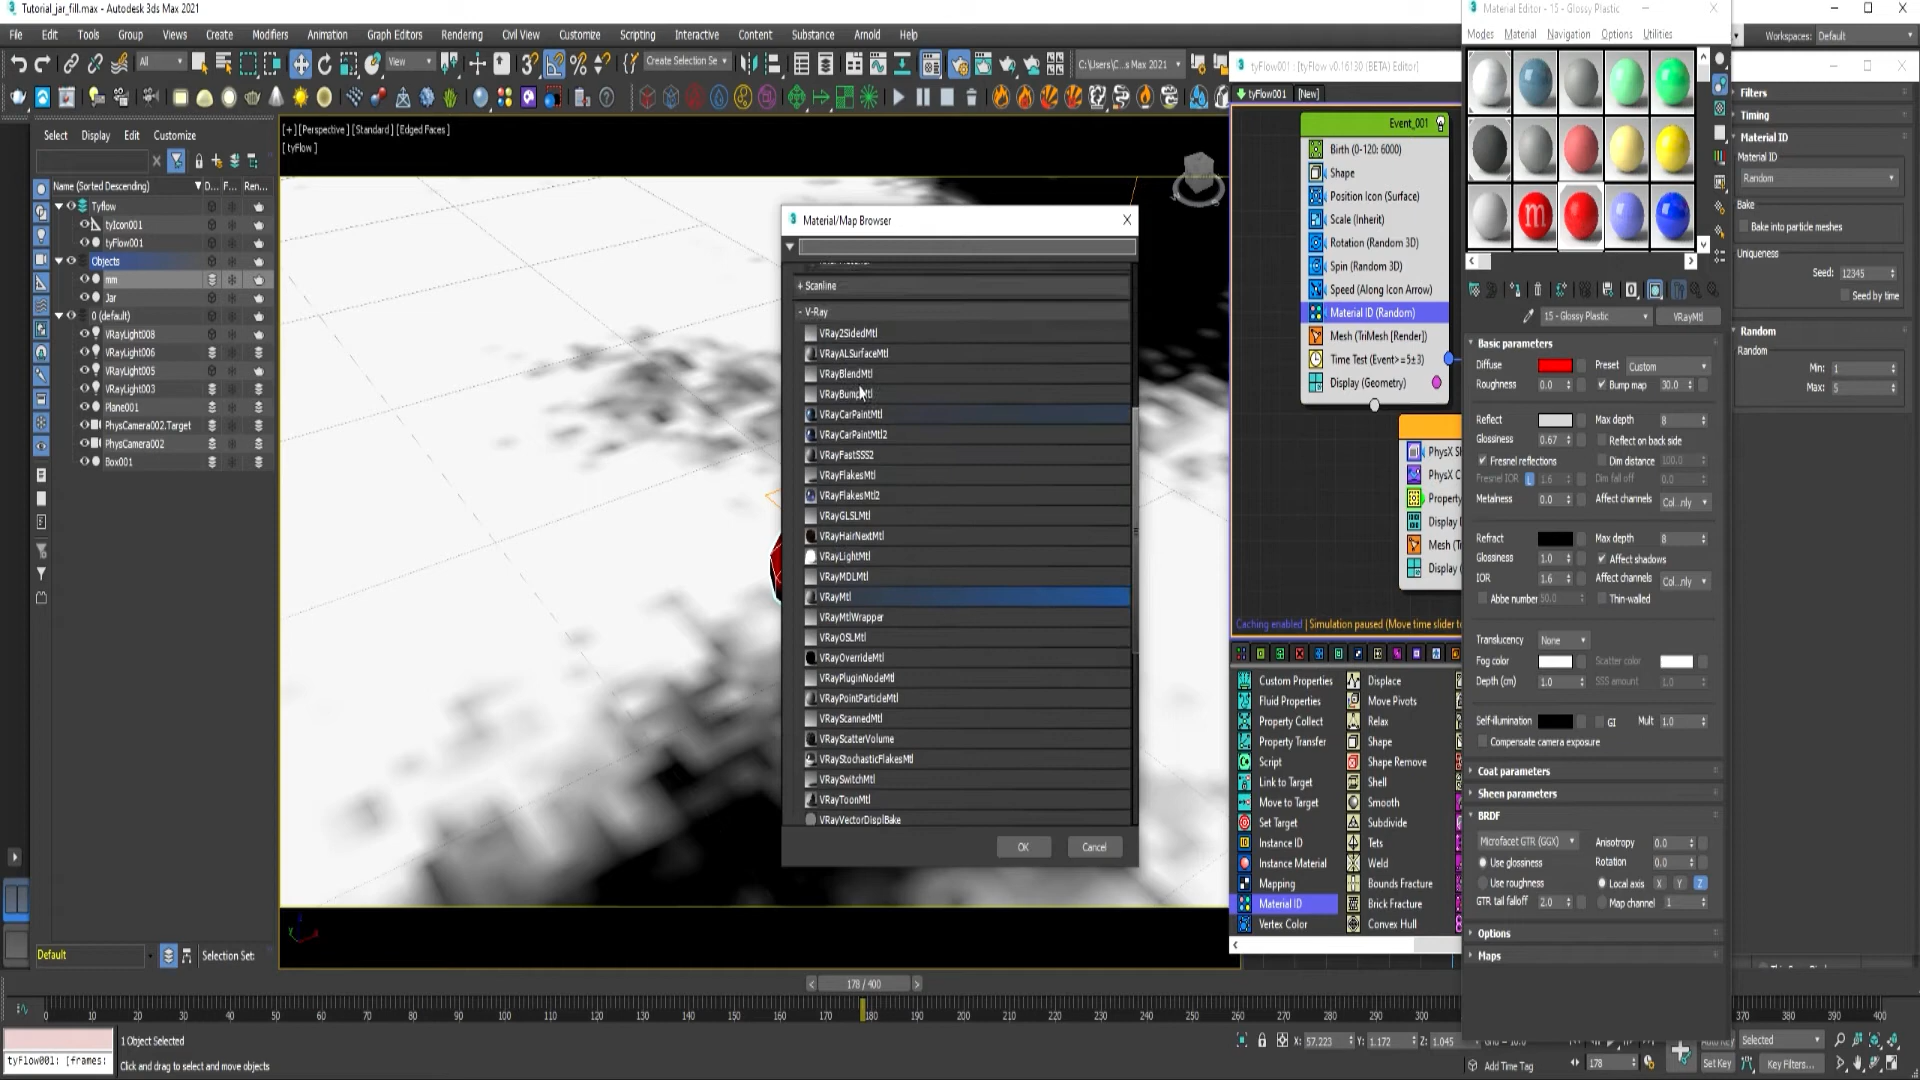 Tutorial_jar_fill.max - Autodesk 3ds Max 2021
File Edit Tools Group Views Create Modifiers Animation Graph Editors Rendering Civil View Customize Scripting Interactive Content Substance Arnold Help
Workspaces: Default
All
View
Create Selection Se
C:\Users\C...s Max 2021
Select Display Edit Customize
Name (Sorted Descending) D... F... Ren...
Tyflow
tyIcon001
tyFlow001
Objects
mm
Jar
0 (default)
VRayLight008
VRayLight006
VRayLight005
VRayLight003
Plane001
PhysCamera002.Target
PhysCamera002
Box001
Default
Selection Set:
[+] [Perspective] [Standard] [Edged Faces]
[ tyFlow ]
Material/Map Browser
+ Scanline
- V-Ray
VRay2SidedMtl
VRayALSurfaceMtl
VRayBlendMtl
VRayBumpMtl
VRayCarPaintMtl
VRayCarPaintMtl2
VRayFastSSS2
VRayFlakesMtl
VRayFlakesMtl2
VRayGLSLMtl
VRayHairNextMtl
VRayLightMtl
VRayMDLMtl
VRayMtl
VRayMtlWrapper
VRayOSLMtl
VRayOverrideMtl
VRayPluginNodeMtl
VRayPointParticleMtl
VRayScannedMtl
VRayScatterVolume
VRayStochasticFlakesMtl
VRaySwitchMtl
VRayToonMtl
VRayVectorDisplBake
OK Cancel
tyFlow001 : [tyFlow v0.16130 (BETA) Editor]
tyFlow001 [New]
Event_001
Birth (0-120: 6000)
Shape
Position Icon (Surface)
Scale (Inherit)
Rotation (Random 3D)
Spin (Random 3D)
Speed (Along Icon Arrow)
Material ID (Random)
Mesh (TriMesh [Render])
Time Test (Event>=5±3)
Display (Geometry)
PhysX S
PhysX C
Property
Display
Mesh (Tr
Display (
Caching enabled | Simulation paused (Move time slider to
Custom Properties Displace
Fluid Properties Move Pivots
Property Collect Relax
Property Transfer Shape
Script Shape Remove
Link to Target Shell
Move to Target Smooth
Set Target Subdivide
Instance ID Tets
Instance Material Weld
Mapping Bounds Fracture
Material ID Brick Fracture
Vertex Color Convex Hull
Material Editor - 15 - Glossy Plastic
Modes Material Navigation Options Utilities
m
15 - Glossy Plastic VRayMtl
Basic parameters
Diffuse Preset Custom
Roughness 0.0 Bump map 30.0
Reflect Max depth 8
Glossiness 0.67 Reflect on back side
Fresnel reflections Dim distance 100.0
Fresnel IOR L 1.6 Dim fall off 0.0
Metalness 0.0 Affect channels Col...nly
Refract Max depth 8
Glossiness 1.0 Affect shadows
IOR 1.6 Affect channels Col...nly
Abbe number 50.0 Thin-walled
Translucency None
Fog color Scatter color
Depth (cm) 1.0 SSS amount 1.0
Self-illumination GI Mult 1.0
Compensate camera exposure
Coat parameters
Sheen parameters
BRDF
Microfacet GTR (GGX) Anisotropy 0.0
Use glossiness Rotation 0.0
Use roughness Local axis X Y Z
GTR tail falloff 2.0 Map channel 1
Options
Maps
Filters
Timing
Material ID
Material ID
Random
Bake
Bake into particle meshes
Uniqueness
Seed: 12345
Seed by time
Random
Random
Min: 1
Max: 5
178 / 400
0 10 20 30 40 50 60 70 80 90 100 110 120 130 140 150 160 170 180 190 200 210 220 230 240 250 260 270 280 290 300 370 380 390 400
1 Object Selected
X: 57.223 Y: 1.172 Z: 1.045
Selected
tyFlow001: [frames:
Click and drag to select and move objects
Add Time Tag
178
Set Key Key Filters...